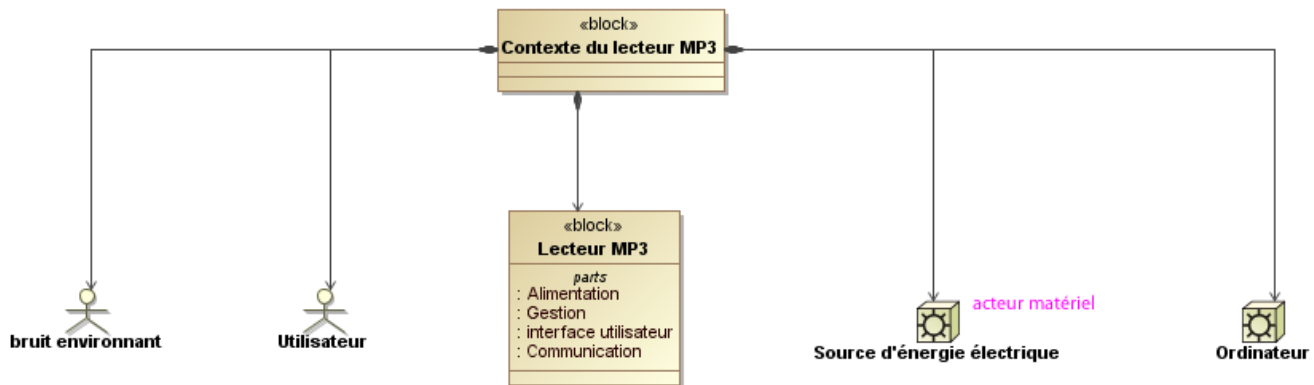 «block»
Contexte du lecteur MP3
«block»
Lecteur MP3
parts
: Alimentation
: Gestion
: interface utilisateur
: Communication
bruit environnant
Utilisateur
acteur matériel
Source d'énergie électrique
Ordinateur